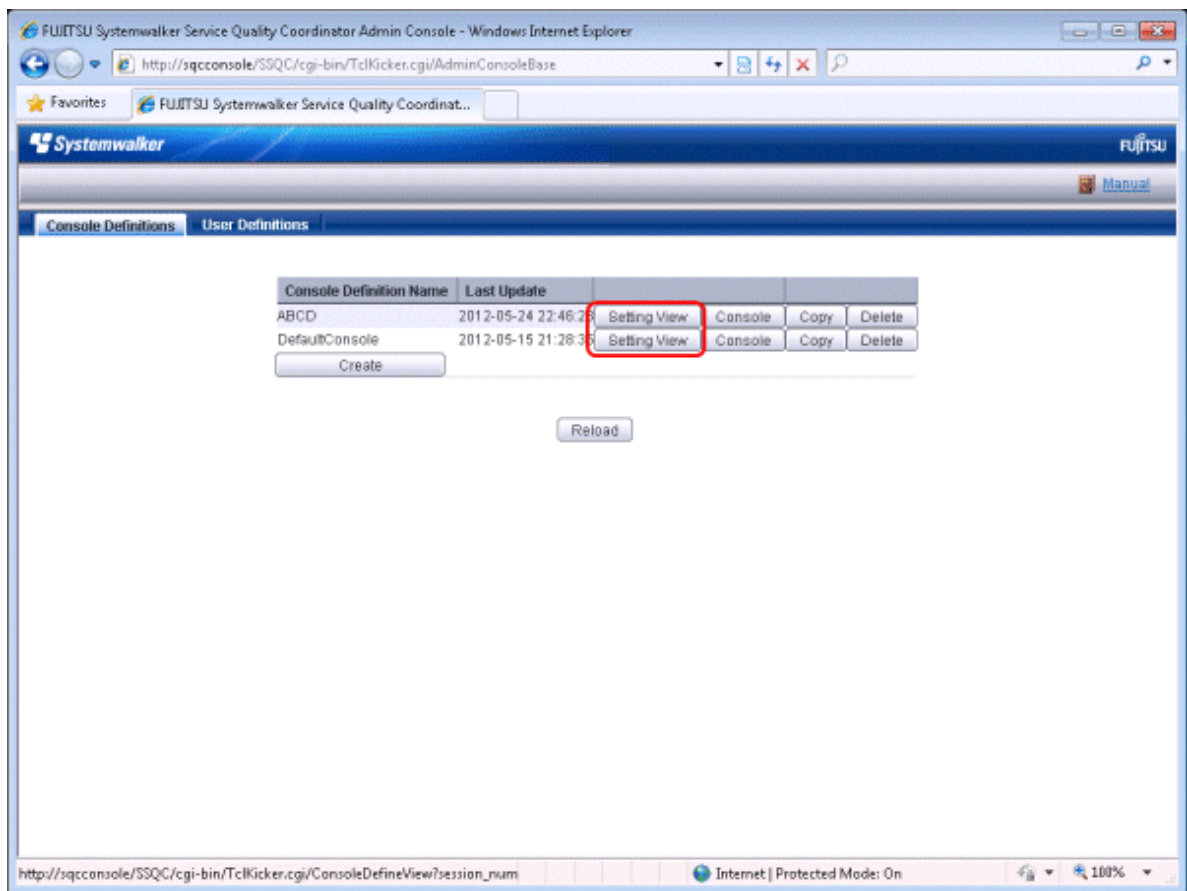 FUJITSU Systemwalker Service Quality Coordinator Admin Console - Windows Internet Explorer
http://sqcconsole/SSQC/cgi-bin/TclKicker.cgi/AdminConsoleBase
Favorites FUJITSU Systemwalker Service Quality Coordinat...
Systemwalker FUJITSU
Manual
Console Definitions User Definitions
Console Definition Name Last Update
ABCD 2012-05-24 22:46:2 Setting View Console Copy Delete
DefaultConsole 2012-05-15 21:28:3 Setting View Console Copy Delete
Create
Reload
http://sqcconsole/SSQC/cgi-bin/TclKicker.cgi/ConsoleDefineView?session_num Internet | Protected Mode: On 100%